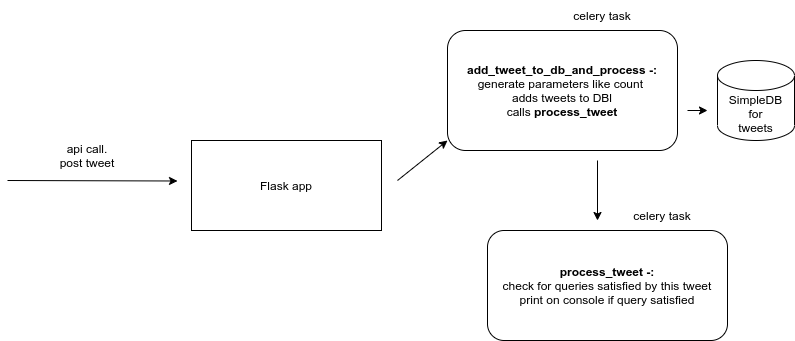 celery task
add_tweet_to_db_and_process -:
generate parameters like count
adds tweets to DBI
calls process_tweet
SimpleDB
for
tweets
api call.
post tweet
Flask app
celery task
process_tweet -:
check for queries satisfied by this tweet
print on console if query satisfied